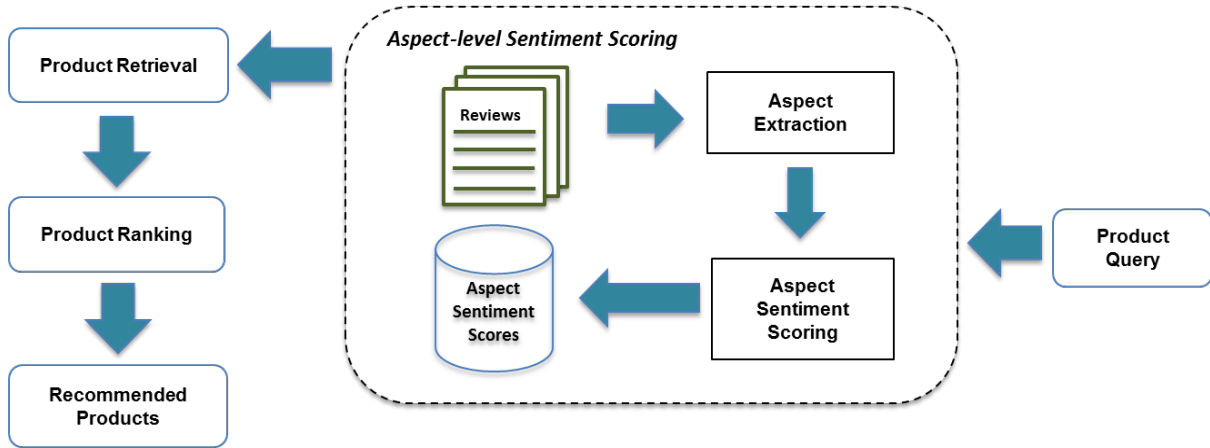 Aspect-level Sentiment Scoring
Product Retrieval
Reviews
Aspect
Extraction
Product Ranking
Aspect
Sentiment
Scores
Aspect
Sentiment
Scoring
Product
Query
Recommended
Products